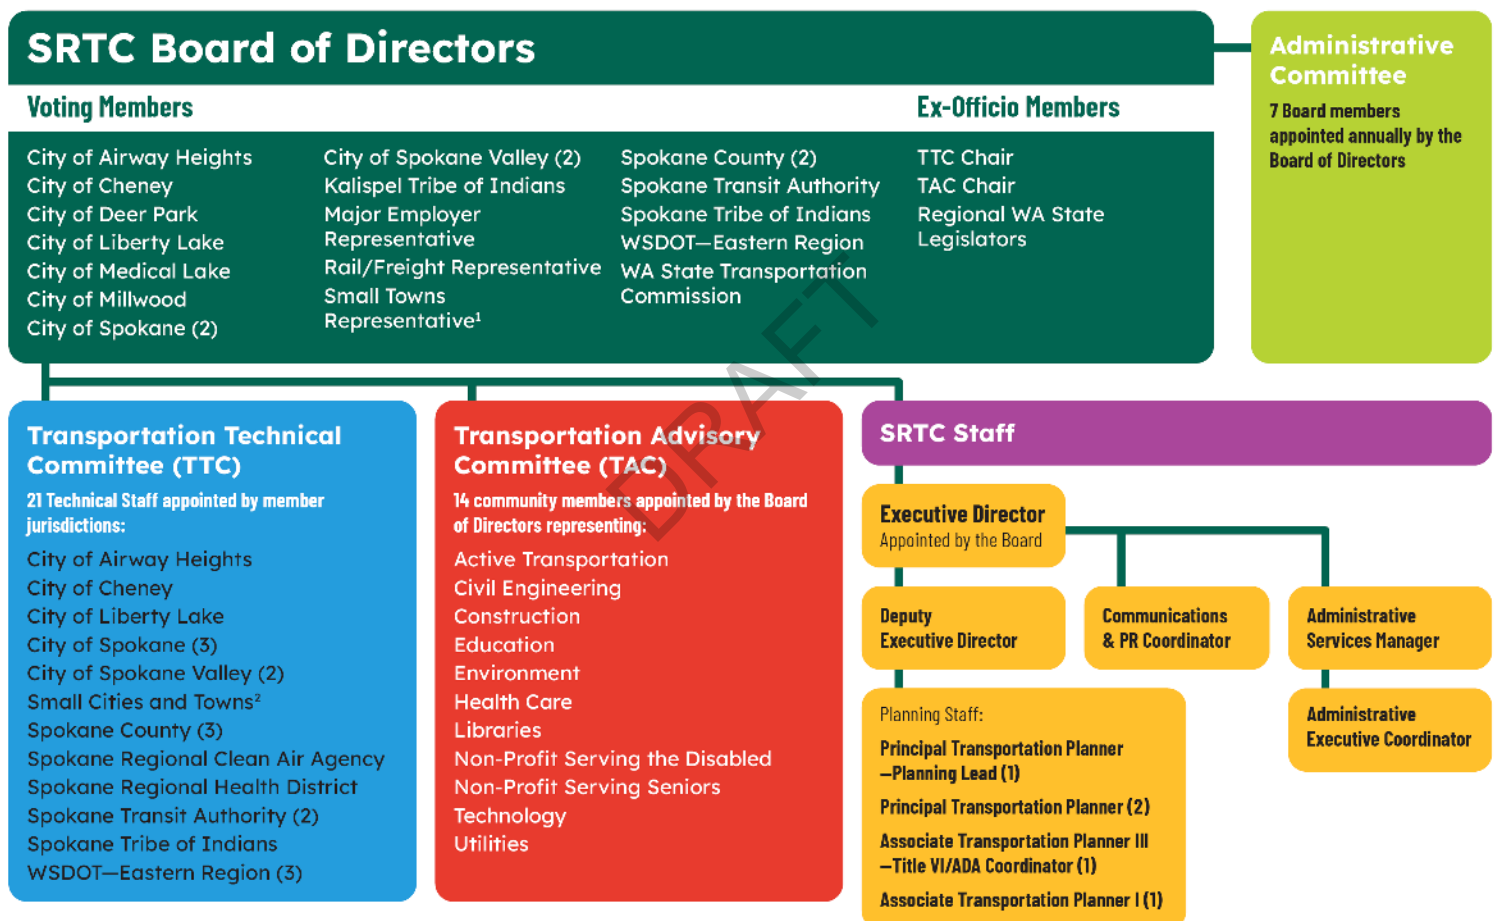 SRTC Board of Directors
Voting Members
City of Airway Heights
City of Cheney
City of Deer Park
City of Liberty Lake
City of Medical Lake
City of Millwood
City of Spokane (2)
City of Spokane Valley (2)
Kalispel Tribe of Indians
Major Employer
Representative
Rail/Freight Representative
Small Towns
Representative¹
Spokane County (2)
Spokane Transit Authority
Spokane Tribe of Indians
WSDOT—Eastern Region
WA State Transportation
Commission
Ex-Officio Members
TTC Chair
TAC Chair
Regional WA State
Legislators
Administrative
Committee
7 Board members
appointed annually by the
Board of Directors
DRAFT
Transportation Technical
Committee (TTC)
21 Technical Staff appointed by member
jurisdictions:
City of Airway Heights
City of Cheney
City of Liberty Lake
City of Spokane (3)
City of Spokane Valley (2)
Small Cities and Towns²
Spokane County (3)
Spokane Regional Clean Air Agency
Spokane Regional Health District
Spokane Transit Authority (2)
Spokane Tribe of Indians
WSDOT—Eastern Region (3)
Transportation Advisory
Committee (TAC)
14 community members appointed by the Board
of Directors representing:
Active Transportation
Civil Engineering
Construction
Education
Environment
Health Care
Libraries
Non-Profit Serving the Disabled
Non-Profit Serving Seniors
Technology
Utilities
SRTC Staff
Executive Director
Appointed by the Board
Deputy
Executive Director
Communications
& PR Coordinator
Administrative
Services Manager
Administrative
Executive Coordinator
Planning Staff:
Principal Transportation Planner
—Planning Lead (1)
Principal Transportation Planner (2)
Associate Transportation Planner III
—Title VI/ADA Coordinator (1)
Associate Transportation Planner I (1)